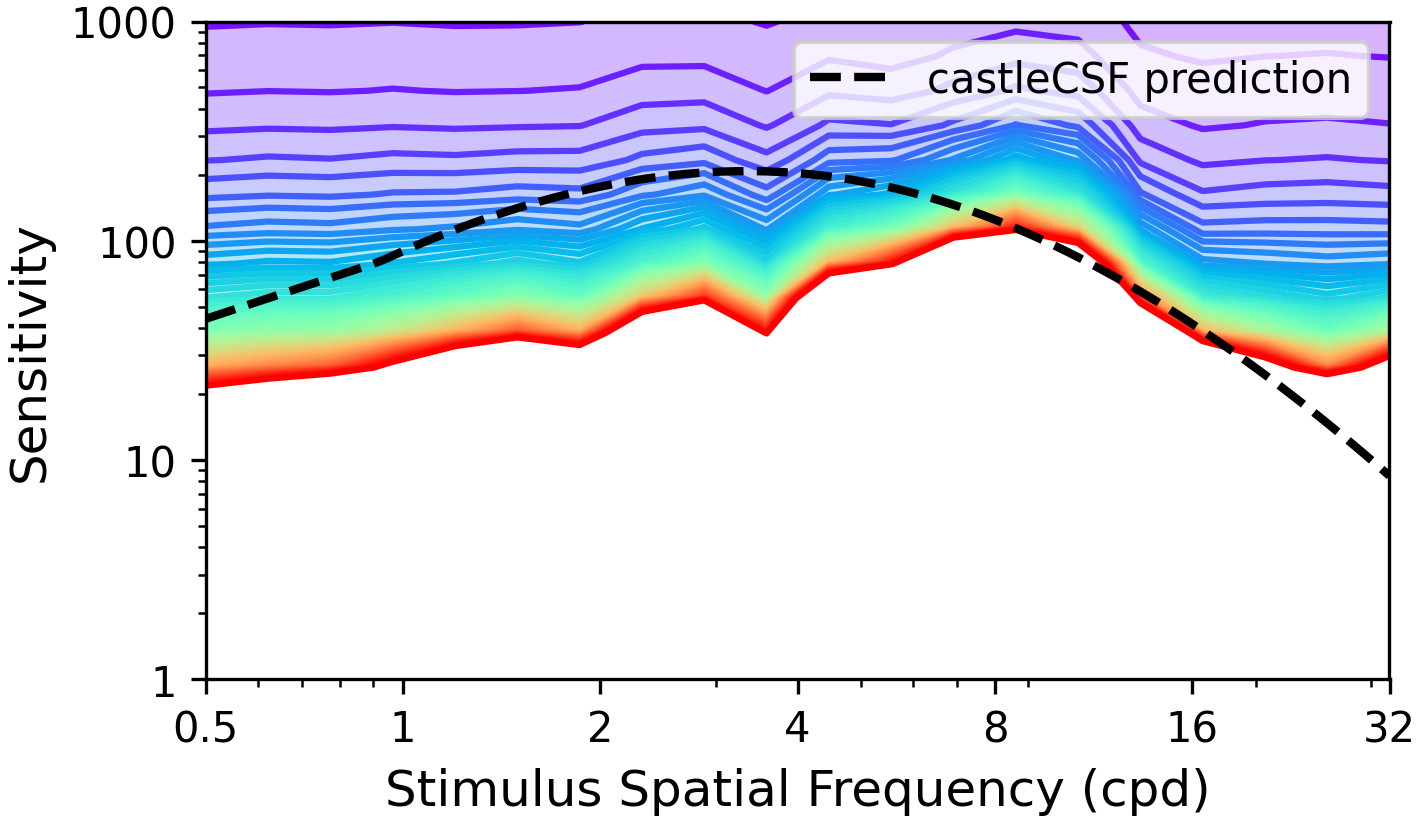 1000
100
10
1
Sensitivity
castleCSF prediction
0.5 1 2 4 8 16 32
Stimulus Spatial Frequency (cpd)